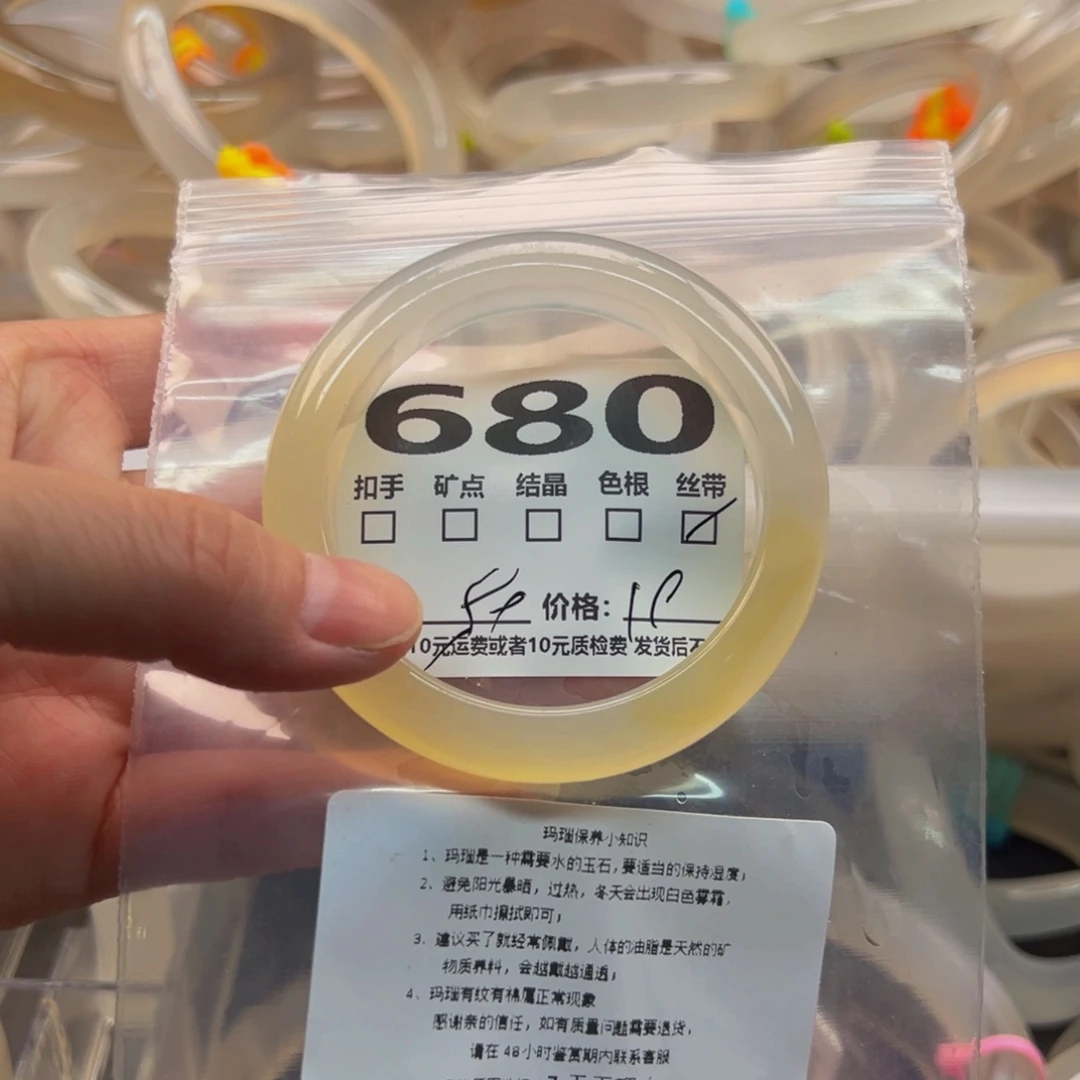 680
扣手 矿点 结晶 色根 丝带
价格:
10元运费或者10元质检费 发货后不
玛瑙保养小知识
1、玛瑙是一种需要水的玉石,要适当的保持湿度;
2、避免阳光暴晒,过热,冬天会出现白色雾霜,
用纸巾擦拭即可;
3、建议买了就经常佩戴,人体的油脂是天然的矿
物质养料,会越戴越通透;
4、玛瑙有纹有棉属正常现象
感谢亲的信任,如有质量问题需要退货,
请在48小时鉴赏期内联系客服